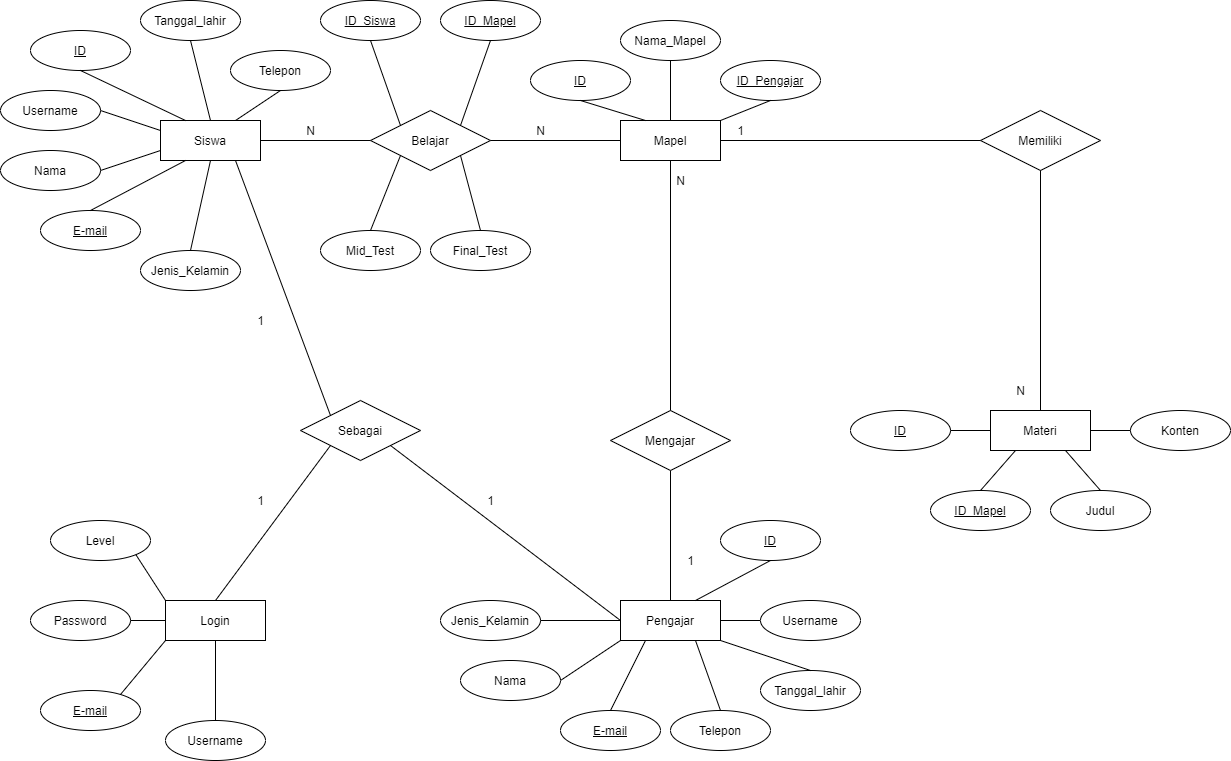 Tanggal_lahir
ID_Siswa
ID_Mapel
Nama_Mapel
ID
Telepon
ID
ID_Pengajar
Username
Siswa
N
Belajar
N
Mapel
1
Memiliki
Nama
N
E-mail
Mid_Test
Final_Test
Jenis_Kelamin
1
N
Sebagai
Mengajar
ID
Materi
Konten
1
1
ID_Mapel
Judul
Level
1
ID
Password
Login
Jenis_Kelamin
Pengajar
Username
Nama
Tanggal_lahir
E-mail
Username
E-mail
Telepon